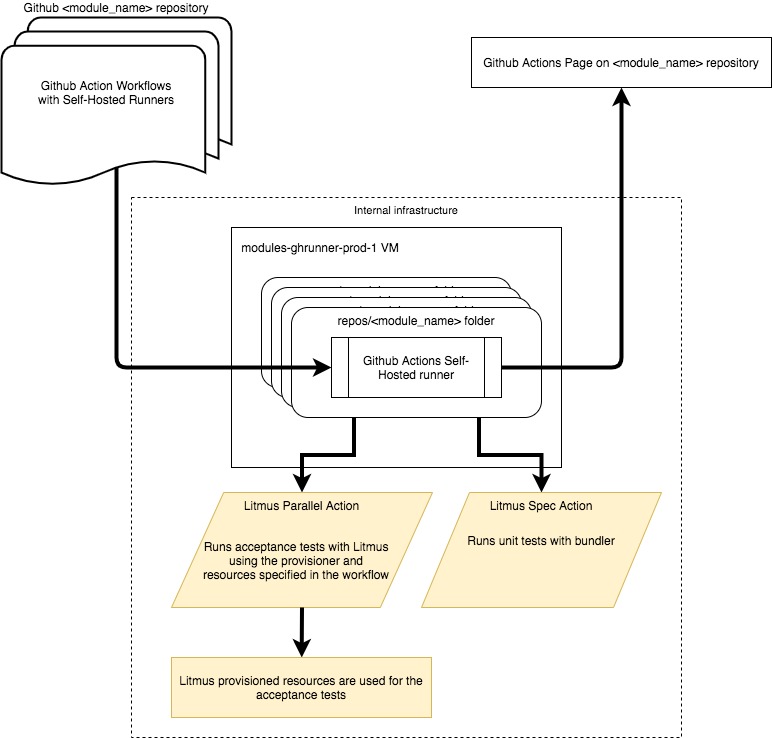 Github <module_name> repository
Github Action Workflows
with Self-Hosted Runners
Github Actions Page on <module_name> repository
Internal infrastructure
modules-ghrunner-prod-1 VM
repos/<module_name> folder
Github Actions Self-
Hosted runner
Litmus Parallel Action
Runs acceptance tests with Litmus
using the provisioner and
resources specified in the workflow
Litmus Spec Action
Runs unit tests with bundler
Litmus provisioned resources are used for the
acceptance tests